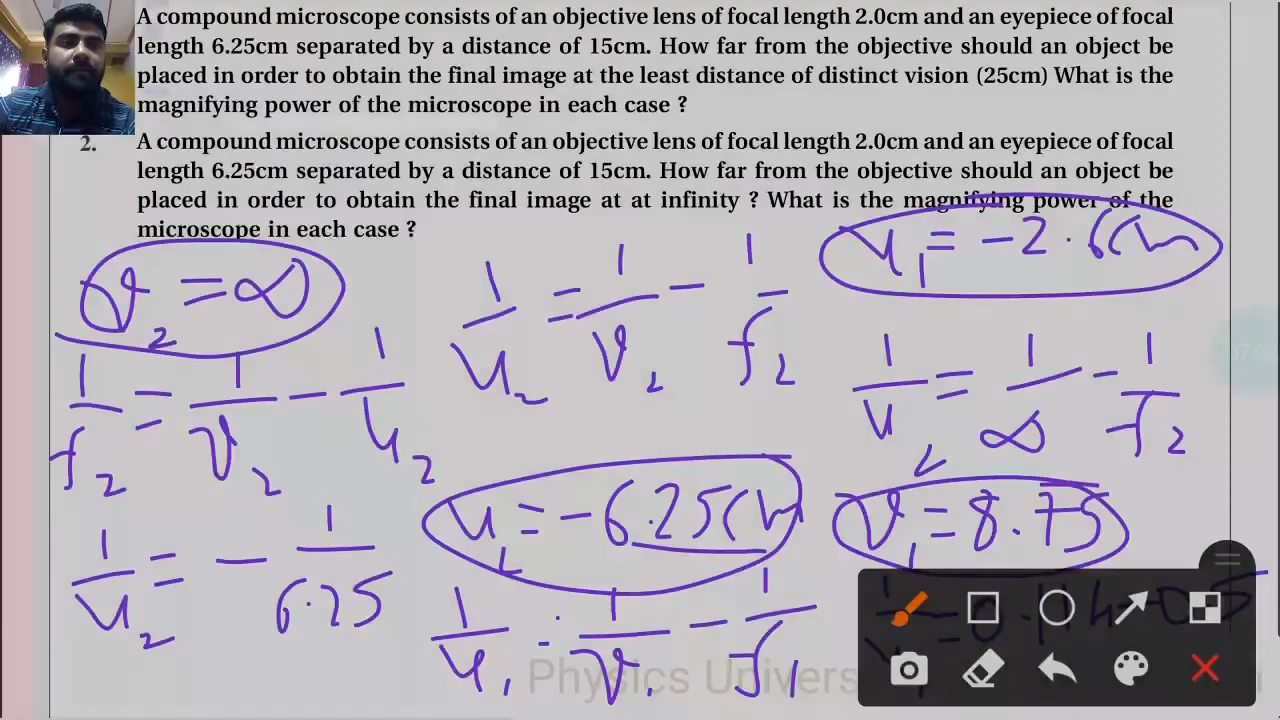 A compound microscope consists of an objective lens of focal length 2.0cm and an eyepiece of focal
length 6.25cm separated by a distance of 15cm. How far from the objective should an object be
placed in order to obtain the final image at the least distance of distinct vision (25cm) What is the
magnifying power of the microscope in each case ?
2. A compound microscope consists of an objective lens of focal length 2.0cm and an eyepiece of focal
length 6.25cm separated by a distance of 15cm. How far from the objective should an object be
placed in order to obtain the final image at at infinity ? What is the magnifying power of the
microscope in each case ?
v₂ = ∞
1/f₂ = 1/v₂ - 1/u₂
1/u₂ = - 1/6.25
1/u₂ = 1/v₂ - 1/f₂
u₂ = -6.25cm
1/u₁ = 1/v₁ - 1/f₁
u₁ = -2.6cm
1/u₂ = 1/∞ - 1/f₂
v₁ = 8.75
Physics Univers